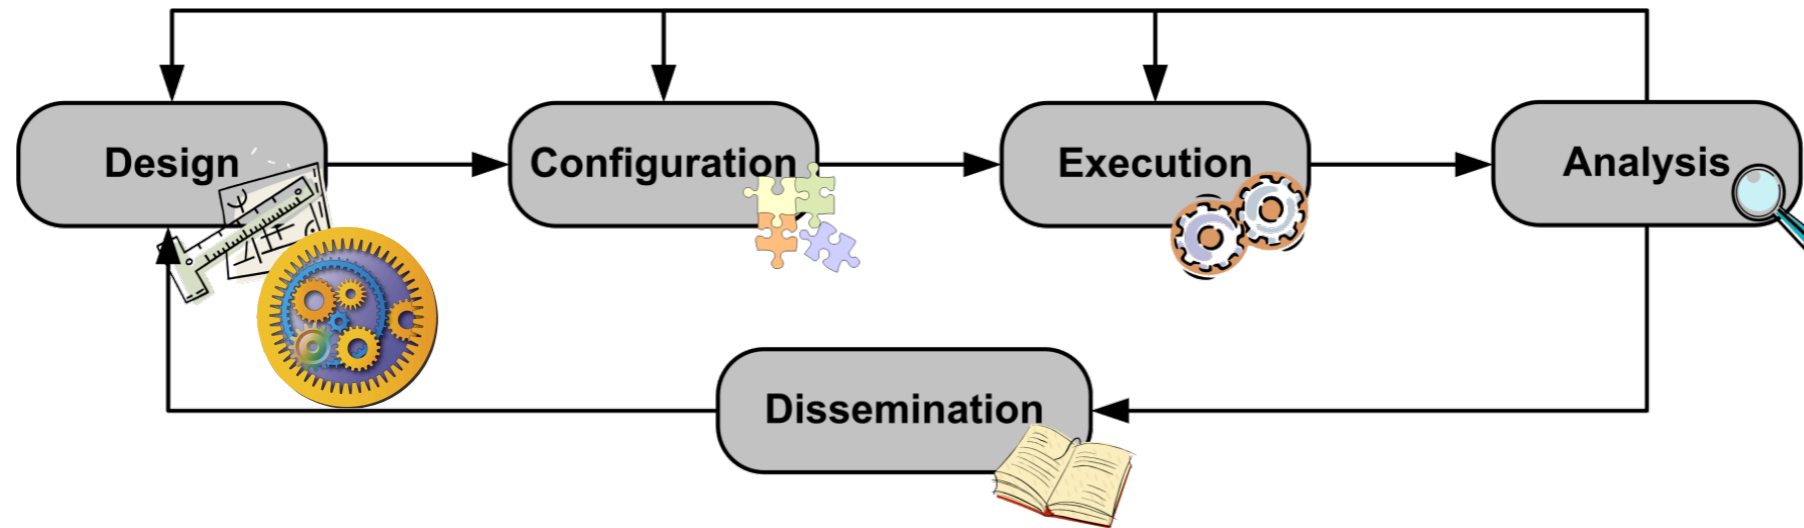 Design
Configuration
Execution
Analysis
Dissemination